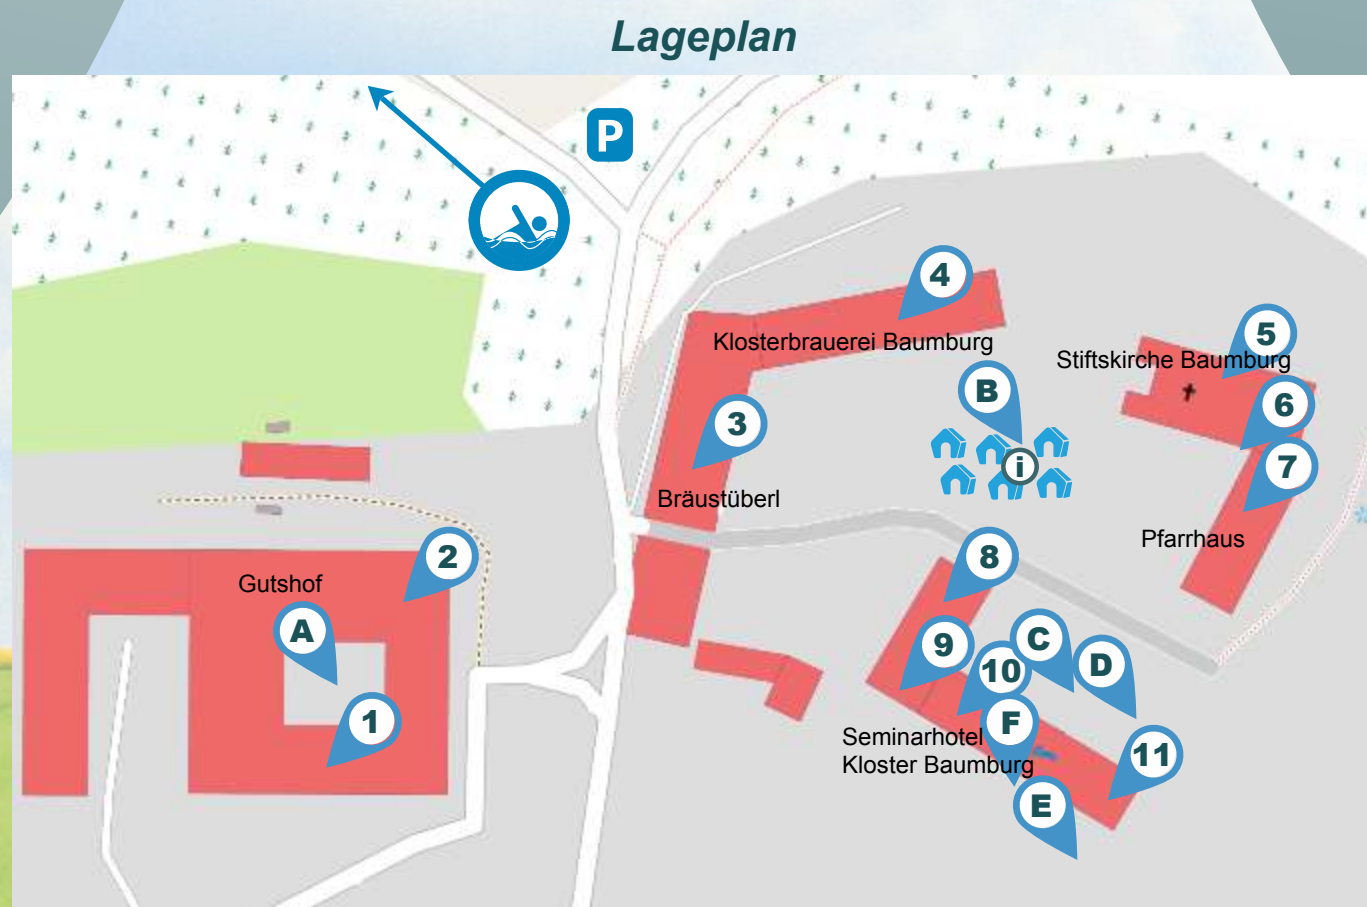 Lageplan
P
4
Klosterbrauerei Baumburg
5
Stiftskirche Baumburg
B
6
3
i
7
Bräustüberl
Pfarrhaus
2
8
Gutshof
A
C
9
10
D
1
F
Seminarhotel
Kloster Baumburg
11
E